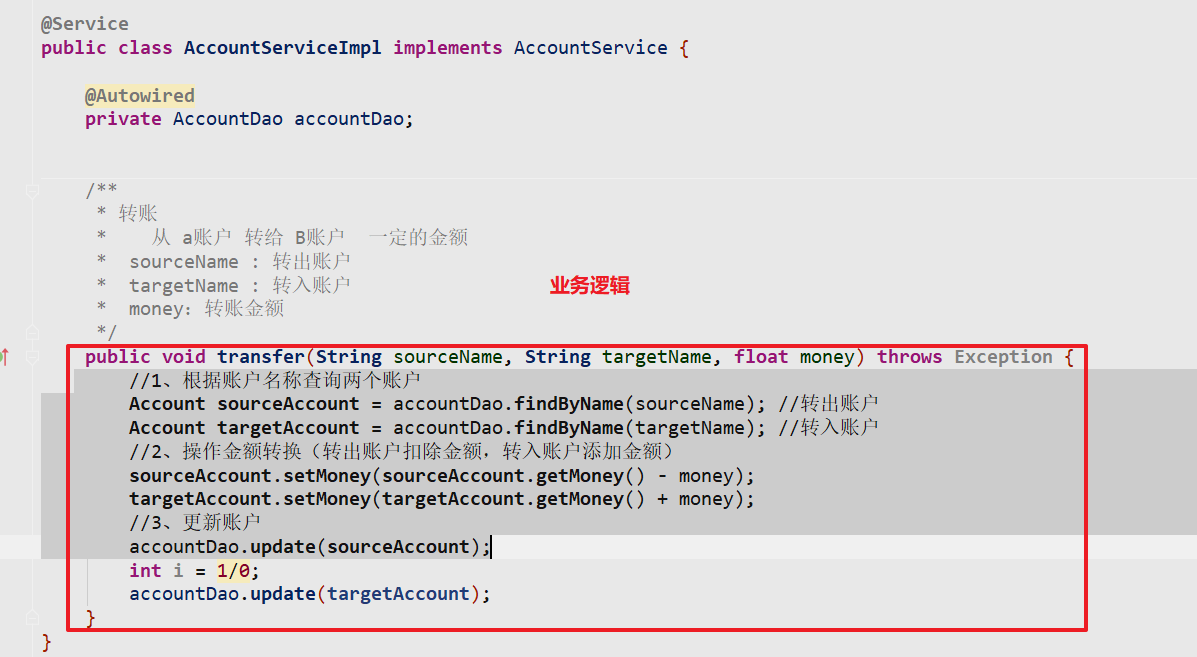 @Service
public class AccountServiceImpl implements AccountService {
@Autowired
private AccountDao accountDao;
/**
* 转账
*    从 a账户 转给 B账户  一定的金额
*  sourceName : 转出账户
*  targetName : 转入账户
*  money：转账金额
*/
业务逻辑
public void transfer(String sourceName, String targetName, float money) throws Exception {
//1、根据账户名称查询两个账户
Account sourceAccount = accountDao.findByName(sourceName); //转出账户
Account targetAccount = accountDao.findByName(targetName); //转入账户
//2、操作金额转换（转出账户扣除金额，转入账户添加金额）
sourceAccount.setMoney(sourceAccount.getMoney() - money);
targetAccount.setMoney(targetAccount.getMoney() + money);
//3、更新账户
accountDao.update(sourceAccount);
int i = 1/0;
accountDao.update(targetAccount);
}
}